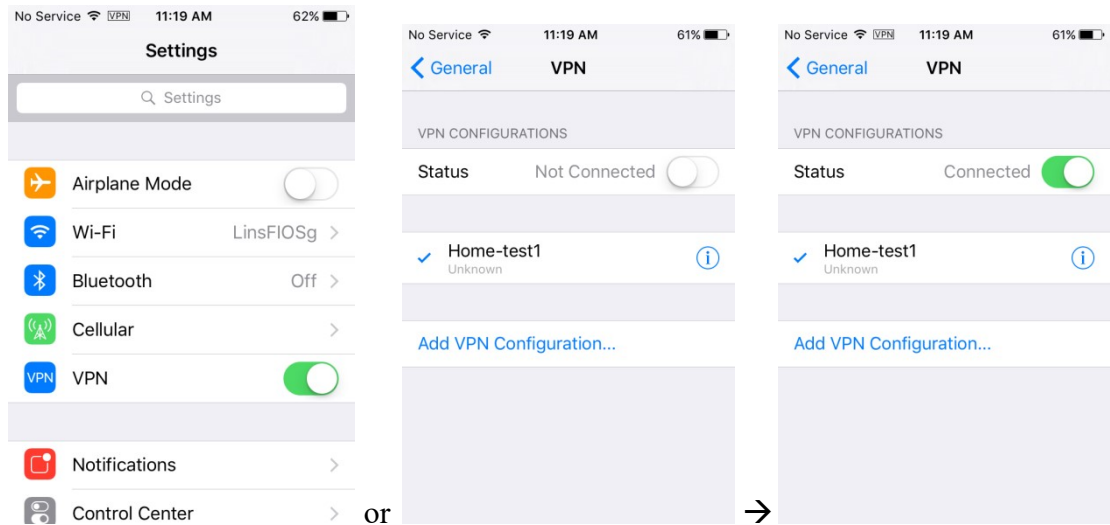 No Service VPN 11:19 AM 62%
Settings
Settings
Airplane Mode
Wi-Fi LinsFIOSg >
Bluetooth Off >
Cellular >
VPN VPN
Notifications >
Control Center >
or
No Service 11:19 AM 61%
General VPN
VPN CONFIGURATIONS
Status Not Connected
Home-test1
Unknown
Add VPN Configuration...
→
No Service VPN 11:19 AM 61%
General VPN
VPN CONFIGURATIONS
Status Connected
Home-test1
Unknown
Add VPN Configuration...